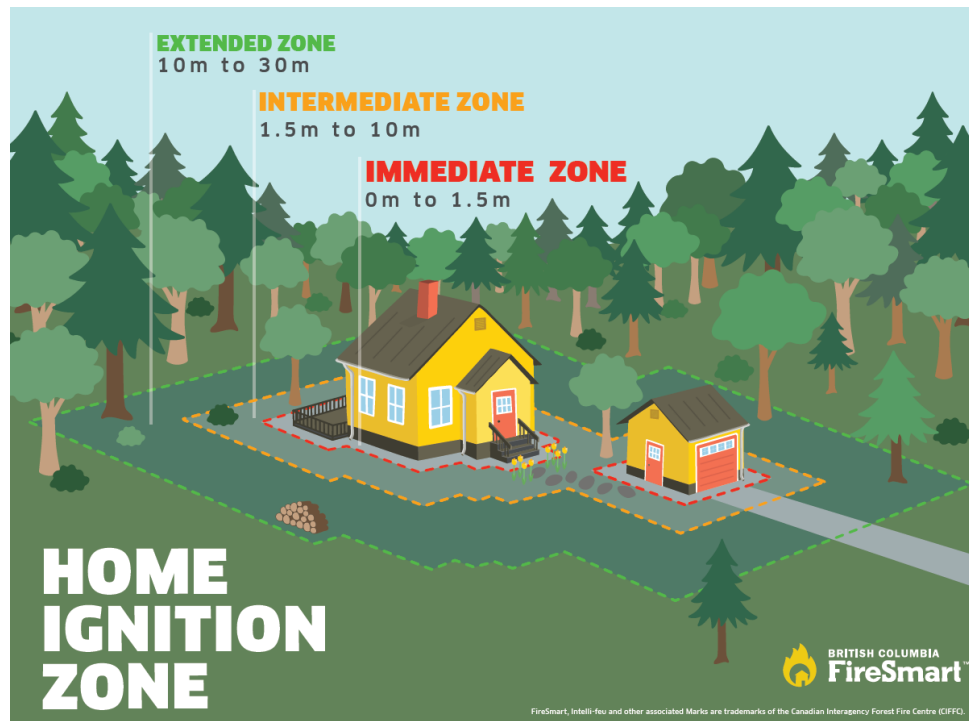 EXTENDED ZONE
10m to 30m
INTERMEDIATE ZONE
1.5m to 10m
IMMEDIATE ZONE
0m to 1.5m
HOME
IGNITION
ZONE
BRITISH COLUMBIA
FireSmart™
FireSmart, Intelli-feu and other associated Marks are trademarks of the Canadian Interagency Forest Fire Centre (CIFFC).